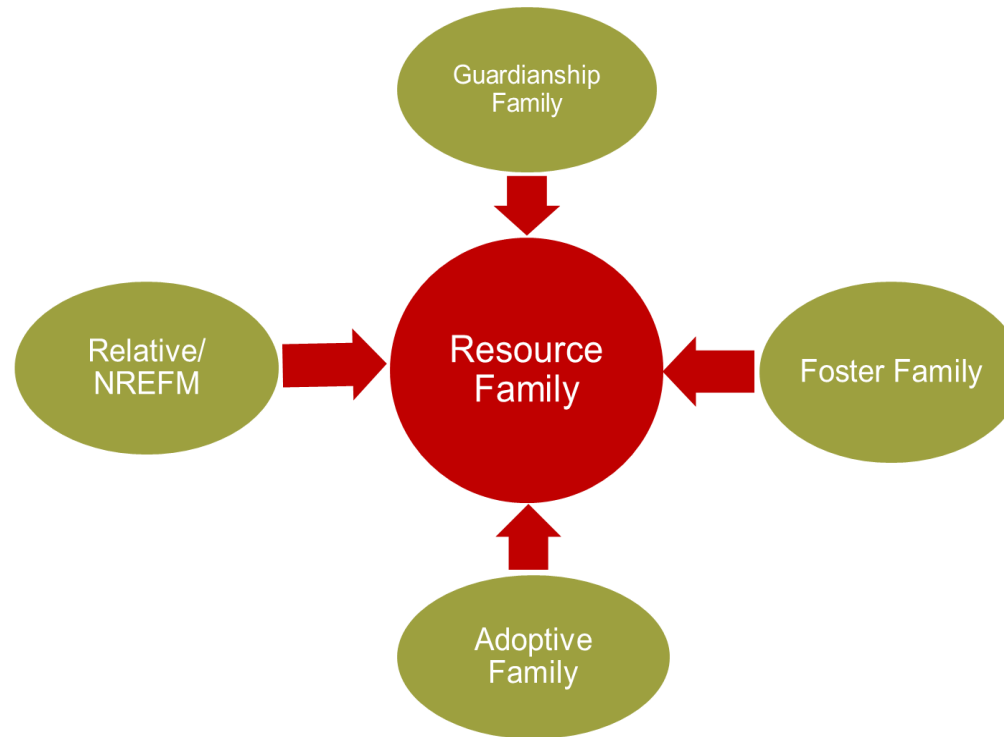 Guardianship
Family
Relative/
NREFM
Resource
Family
Foster Family
Adoptive
Family